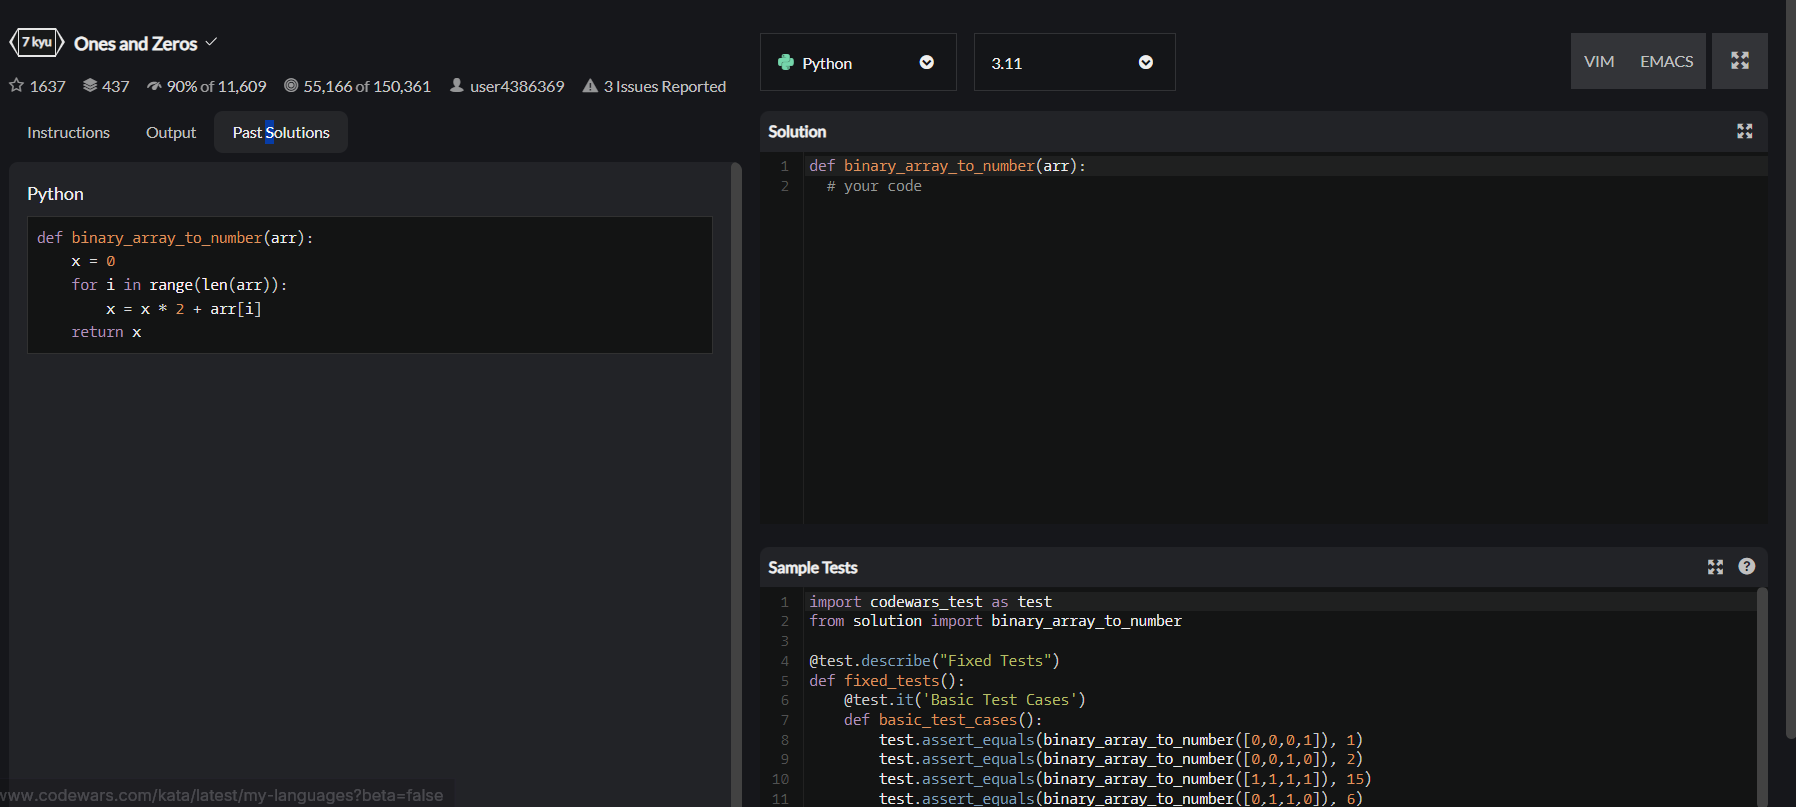 7 kyu Ones and Zeros
1637 437 90% of 11,609 55,166 of 150,361 user4386369 3 Issues Reported
Instructions Output Past Solutions
Python
def binary_array_to_number(arr):
    x = 0
    for i in range(len(arr)):
        x = x * 2 + arr[i]
    return x
www.codewars.com/kata/latest/my-languages?beta=false
Python 3.11 VIM EMACS
Solution
1 def binary_array_to_number(arr):
2   # your code
Sample Tests
1 import codewars_test as test
2 from solution import binary_array_to_number
3
4 @test.describe("Fixed Tests")
5 def fixed_tests():
6     @test.it('Basic Test Cases')
7     def basic_test_cases():
8         test.assert_equals(binary_array_to_number([0,0,0,1]), 1)
9         test.assert_equals(binary_array_to_number([0,0,1,0]), 2)
10         test.assert_equals(binary_array_to_number([1,1,1,1]), 15)
11         test.assert_equals(binary_array_to_number([0,1,1,0]), 6)